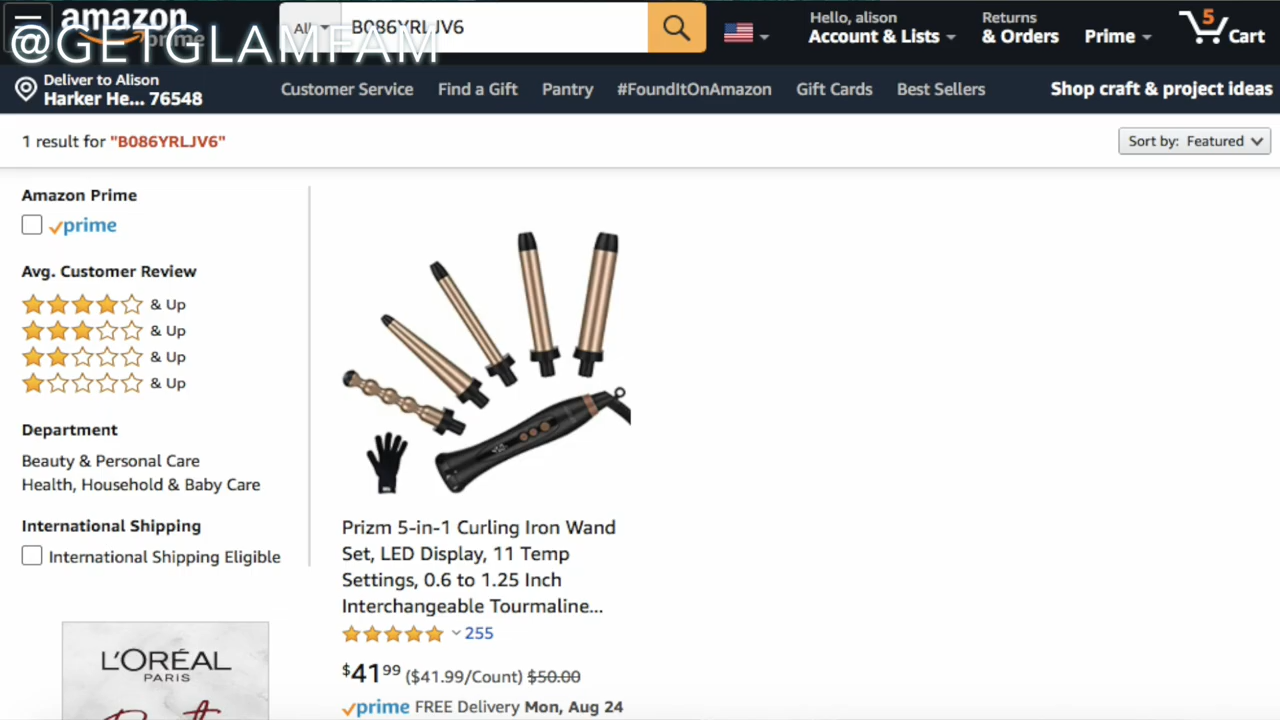 amazon
prime
@GETGLAMFAM
All
B086YRLJV6
Hello, alison
Account & Lists
Returns
& Orders
Prime
5
Cart
Deliver to Alison
Harker He... 76548
Customer Service
Find a Gift
Pantry
#FoundItOnAmazon
Gift Cards
Best Sellers
Shop craft & project ideas
1 result for "B086YRLJV6"
Sort by: Featured
Amazon Prime
prime
Avg. Customer Review
& Up
& Up
& Up
& Up
Department
Beauty & Personal Care
Health, Household & Baby Care
International Shipping
International Shipping Eligible
L'ORÉAL
PARIS
Prizm 5-in-1 Curling Iron Wand
Set, LED Display, 11 Temp
Settings, 0.6 to 1.25 Inch
Interchangeable Tourmaline...
255
$41.99 ($41.99/Count) $50.00
prime FREE Delivery Mon, Aug 24